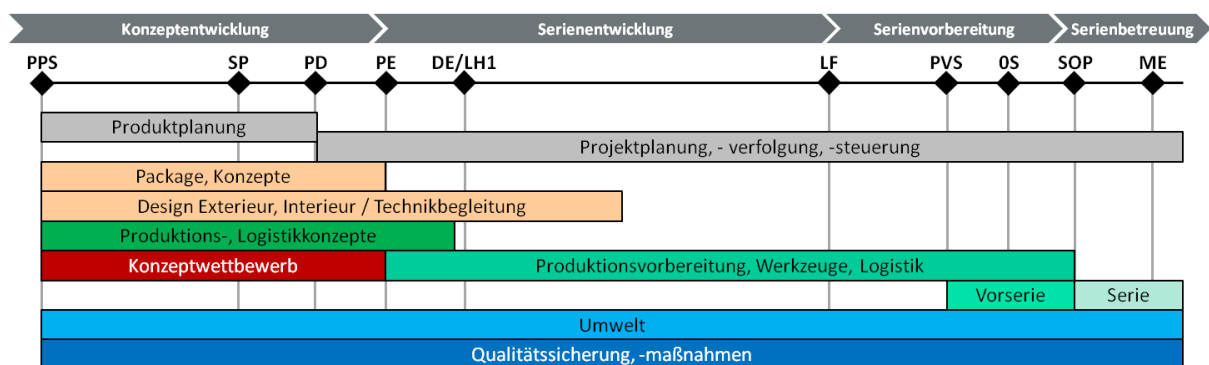 Konzeptentwicklung Serienentwicklung Serienvorbereitung Serienbetreuung
PPS SP PD PE DE/LH1 LF PVS 0S SOP ME
Produktplanung
Projektplanung, - verfolgung, -steuerung
Package, Konzepte
Design Exterieur, Interieur / Technikbegleitung
Produktions-, Logistikkonzepte
Konzeptwettbewerb Produktionsvorbereitung, Werkzeuge, Logistik
Vorserie Serie
Umwelt
Qualitätssicherung, -maßnahmen